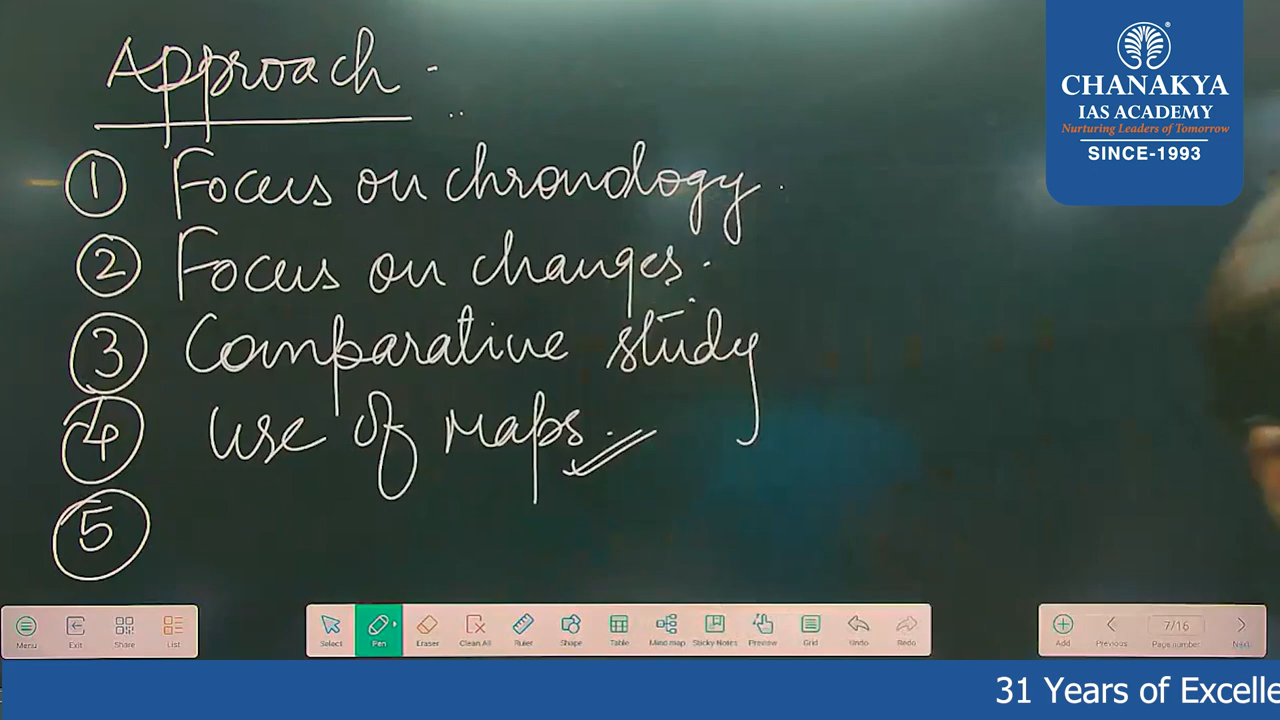 Approach :
① Focus on chronology.
② Focus on changes.
③ Comparative study
④ Use of Maps.
⑤
CHANAKYA
IAS ACADEMY
Nurturing Leaders of Tomorrow
SINCE-1993
Menu
Exit
Share
List
Select
Pen
Eraser
Clean All
Ruler
Shape
Table
Mind map
Sticky Notes
Preview
Grid
Undo
Redo
Add
Previous
7/16
Page number
Next
31 Years of Excelle